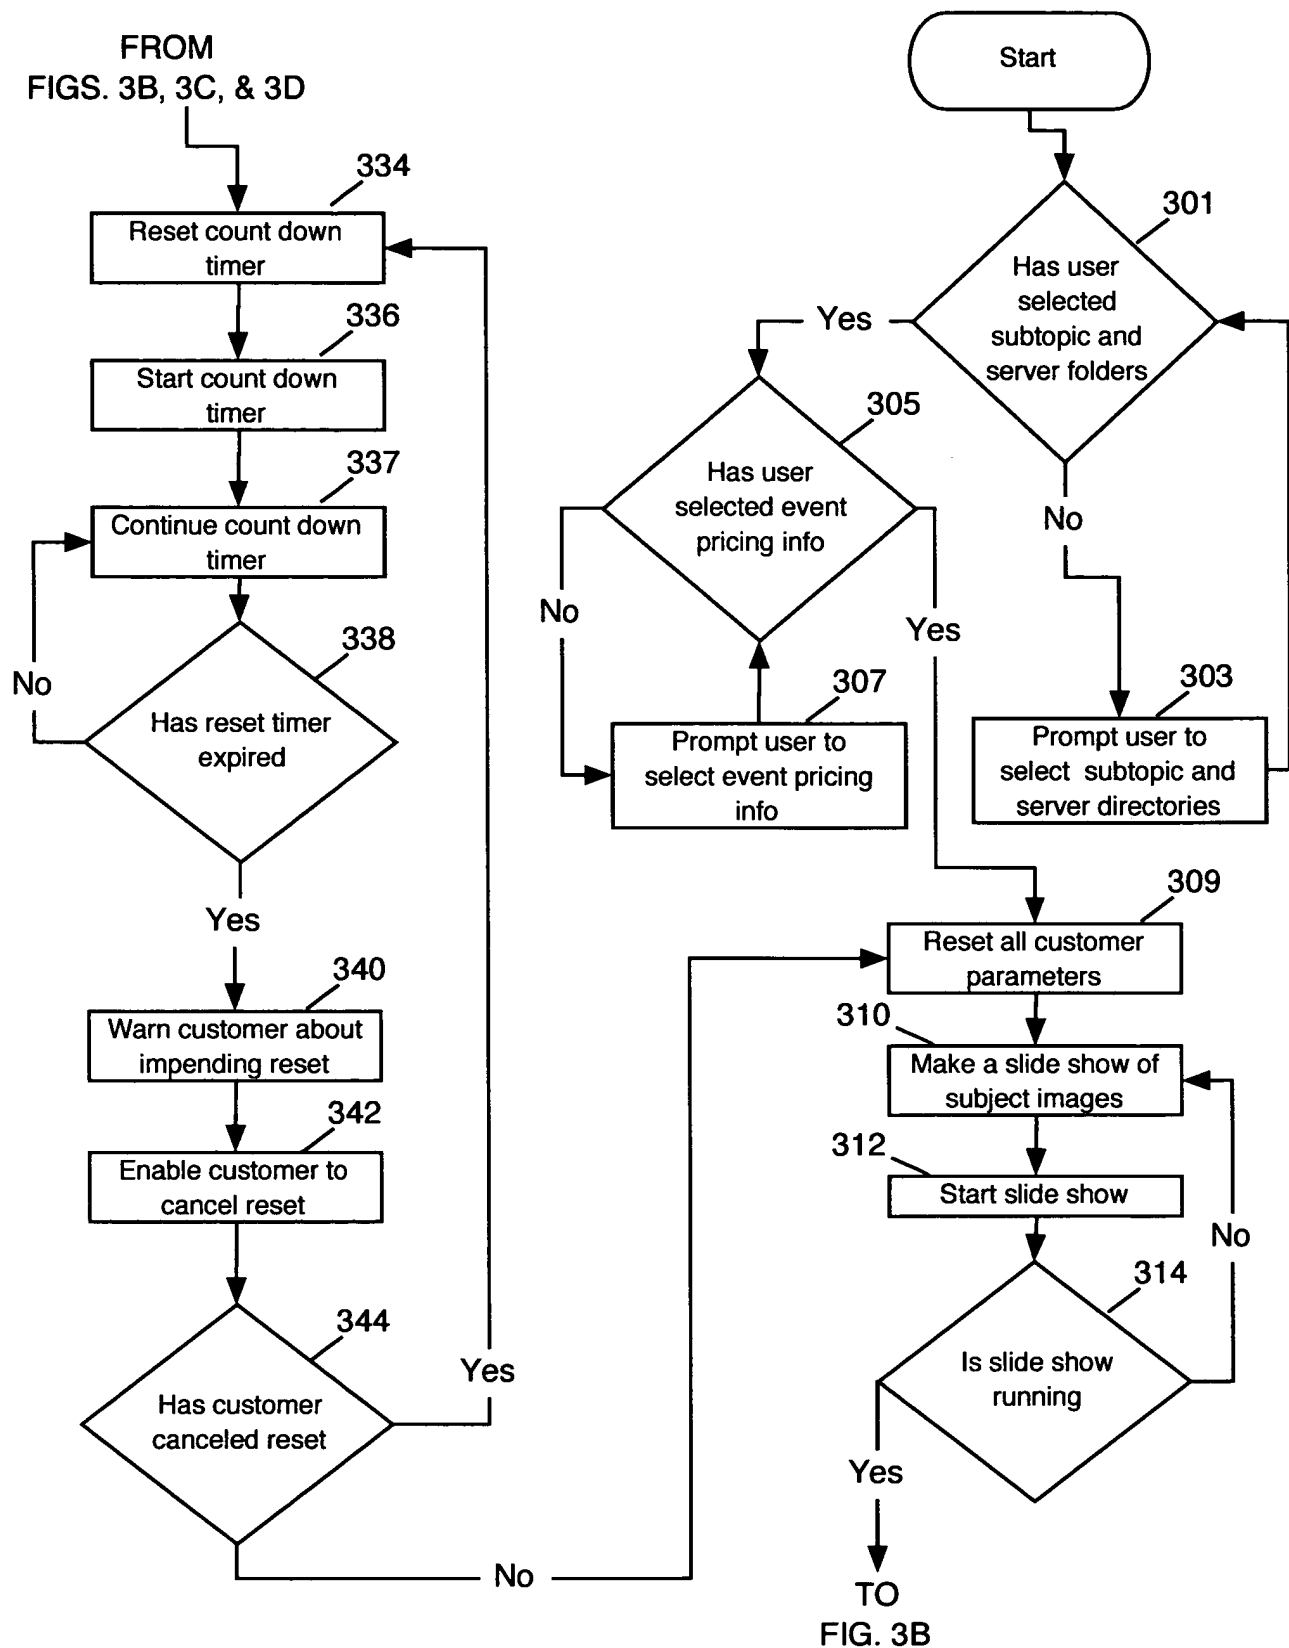 FROM
FIGS. 3B, 3C, & 3D
334
Reset count down
timer
336
Start count down
timer
337
Continue count down
timer
338
No
Has reset timer
expired
Yes
340
Warn customer about
impending reset
342
Enable customer to
cancel reset
344
Has customer
canceled reset
Yes
No
Start
301
Has user
selected
subtopic and
server folders
Yes
No
303
Prompt user to
select subtopic and
server directories
305
Has user
selected event
pricing info
No
Yes
307
Prompt user to
select event pricing
info
309
Reset all customer
parameters
310
Make a slide show of
subject images
312
Start slide show
No
314
Is slide show
running
Yes
TO
FIG. 3B